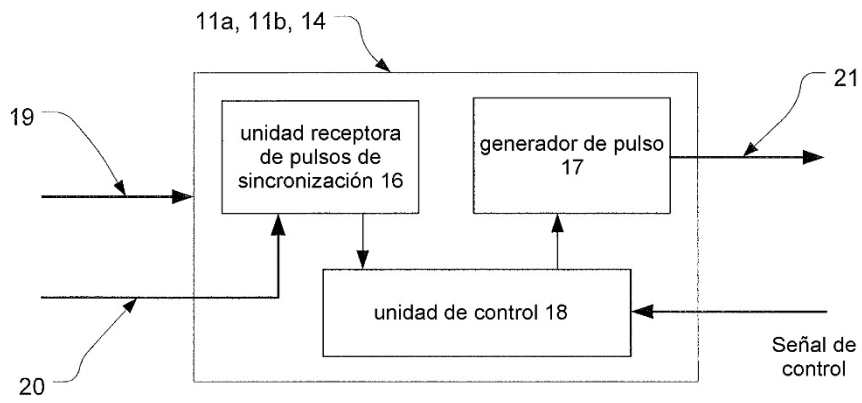 11a, 11b, 14
19
21
unidad receptora
de pulsos de
sincronización 16
generador de pulso
17
unidad de control 18
20
Señal de
control